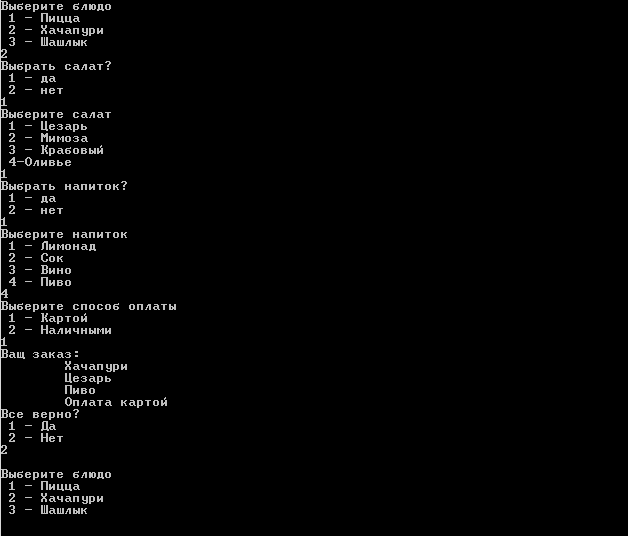 Выберите блюдо
 1 - Пицца
 2 - Хачапури
 3 - Шашлык
2
Выбрать салат?
 1 - да
 2 - нет
1
Выберите салат
 1 - Цезарь
 2 - Мимоза
 3 - Крабовый
 4-Оливье
1
Выбрать напиток?
 1 - да
 2 - нет
1
Выберите напиток
 1 - Лимонад
 2 - Сок
 3 - Вино
 4 - Пиво
4
Выберите способ оплаты
 1 - Картой
 2 - Наличными
1
Ващ заказ:
        Хачапури
        Цезарь
        Пиво
        Оплата картой
Все верно?
 1 - Да
 2 - Нет
2

Выберите блюдо
 1 - Пицца
 2 - Хачапури
 3 - Шашлык